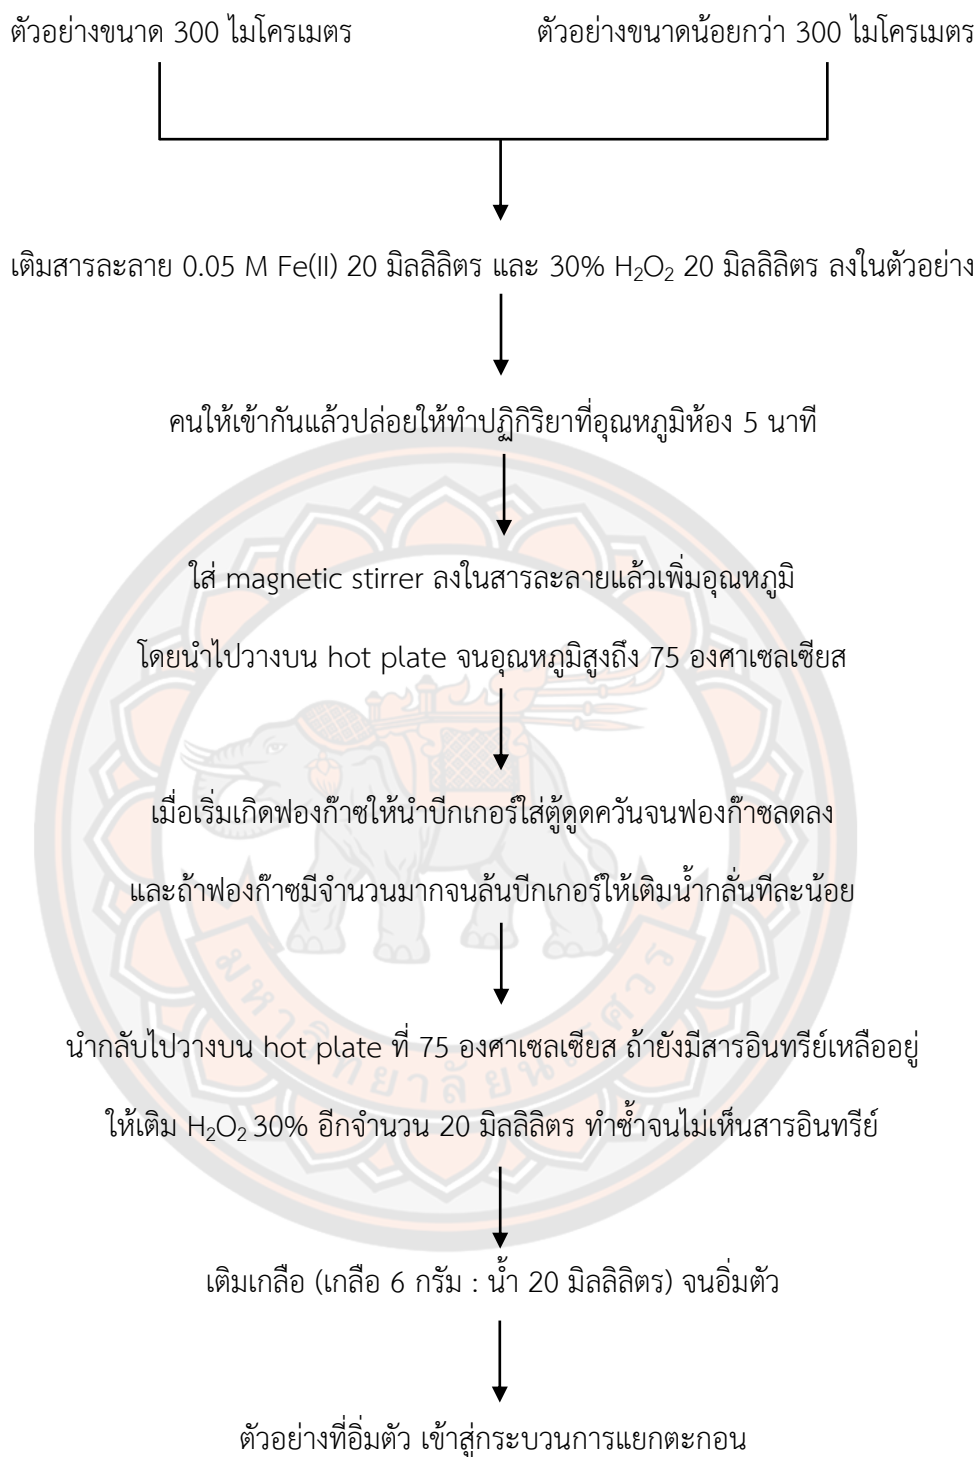 ตัวอย่างขนาด 300 ไมโครเมตร
ตัวอย่างขนาดน้อยกว่า 300 ไมโครเมตร
เติมสารละลาย 0.05 M Fe(II) 20 มิลลิลิตร และ 30% H₂O₂ 20 มิลลิลิตร ลงในตัวอย่าง
คนให้เข้ากันแล้วปล่อยให้ทำปฏิกิริยาที่อุณหภูมิห้อง 5 นาที
ใส่ magnetic stirrer ลงในสารละลายแล้วเพิ่มอุณหภูมิ
โดยนำไปวางบน hot plate จนอุณหภูมิสูงถึง 75 องศาเซลเซียส
เมื่อเริ่มเกิดฟองก๊าซให้นำบีกเกอร์ใส่ตู้ดูดควันจนฟองก๊าซลดลง
และถ้าฟองก๊าซมีจำนวนมากจนล้นบีกเกอร์ให้เติมน้ำกลั่นทีละน้อย
นำกลับไปวางบน hot plate ที่ 75 องศาเซลเซียส ถ้ายังมีสารอินทรีย์เหลืออยู่
ให้เติม H₂O₂ 30% อีกจำนวน 20 มิลลิลิตร ทำซ้ำจนไม่เห็นสารอินทรีย์
เติมเกลือ (เกลือ 6 กรัม : น้ำ 20 มิลลิลิตร) จนอิ่มตัว
ตัวอย่างที่อิ่มตัว เข้าสู่กระบวนการแยกตะกอน
มหาวิทยาลัยนเรศวร